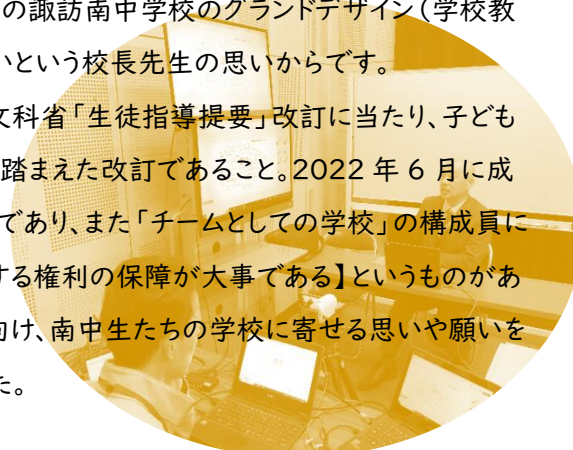 の諏訪南中学校のグランドデザイン（学校教
いという校長先生の思いからです。
文科省「生徒指導提要」改訂に当たり、子ども
踏まえた改訂であること。2022 年 6 月に成
であり、また「チームとしての学校」の構成員に
する権利の保障が大事である】というものがあ
向け、南中生たちの学校に寄せる思いや願いを
た。